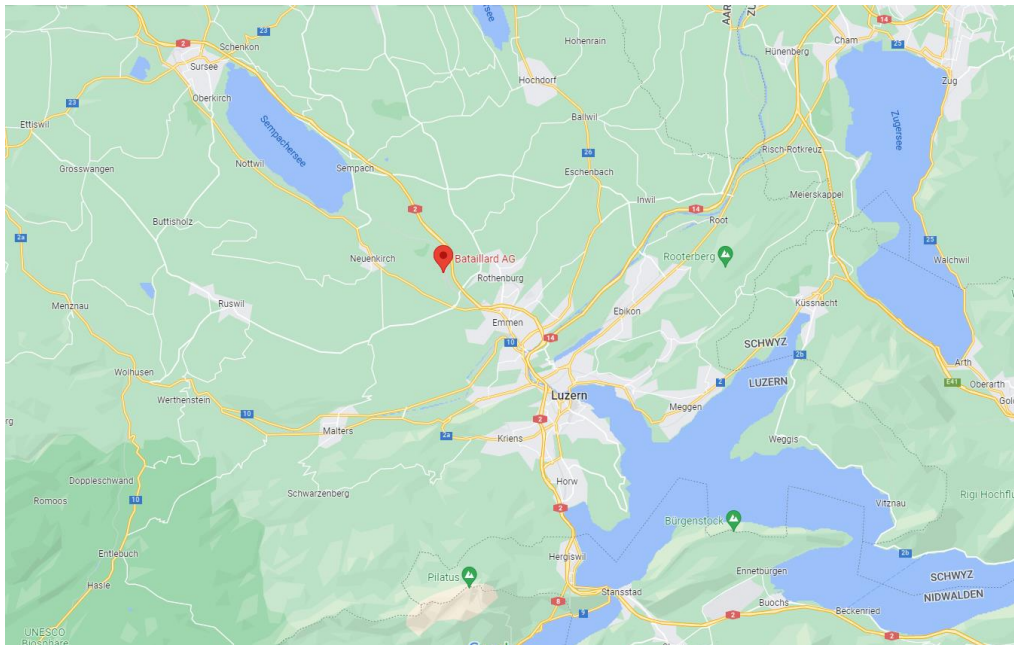 23
Schenkon
2
Sursee
Oberkirch
Sempachersee
Nottwil
Sempach
23
Ettiswil
Grosswangen
2a
Buttisholz
Menznau
Ruswil
Neuenkirch
2
Bataillard AG
Rothenburg
Emmen
10
14
Hohenrain
Hochdorf
Ballwil
26
Eschenbach
Inwil
14
Root
Rooterberg
Ebikon
Hünenberg
Cham
14
25
Zug
Zugersee
Risch-Rotkreuz
Meierskappel
25
Walchwil
Küssnacht
SCHWYZ
LUZERN
2b
2
Meggen
Arth
E41
Oberarth
Wolhusen
Werthenstein
10
Malters
2a
Kriens
2
Luzern
Horw
2
Weggis
Vitznau
Doppleschwand
Romoos
10
Schwarzenberg
Entlebuch
Hasle
Pilatus
Hergiswil
8
9
Stansstad
Bürgenstock
Ennetbürgen
2
Buochs
Beckenried
2
2b
SCHWYZ
NIDWALDEN
UNESCO